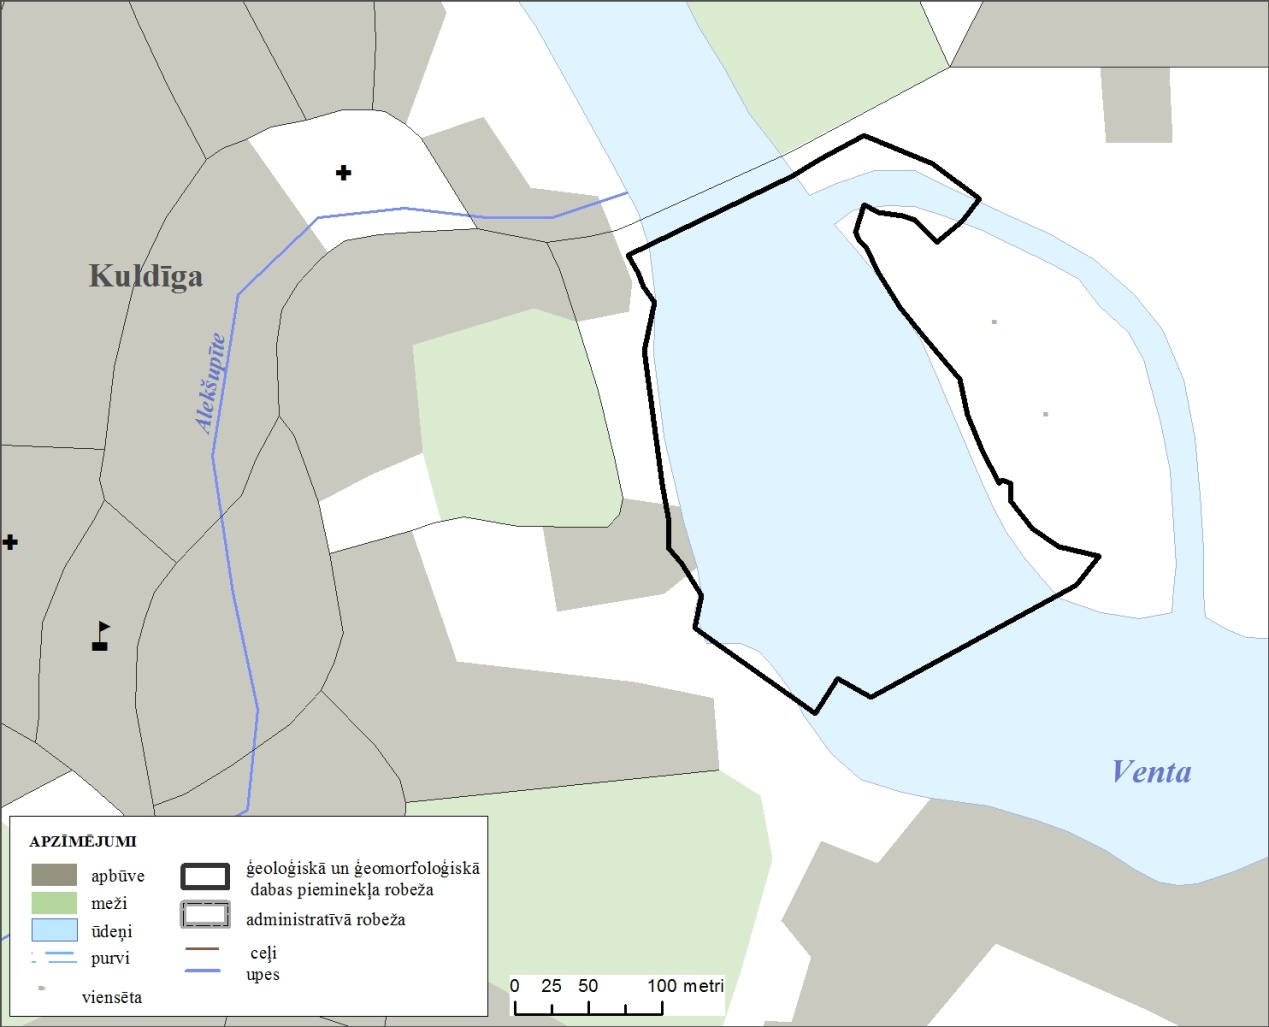 Kuldīga
Alekšupīte
Venta
APZĪMĒJUMI
apbūve
meži
ūdeņi
purvi
viensēta
ģeoloģiskā un ģeomorfoloģiskā
dabas pieminekļa robeža
administratīvā robeža
ceļi
upes
0 25 50 100 metri